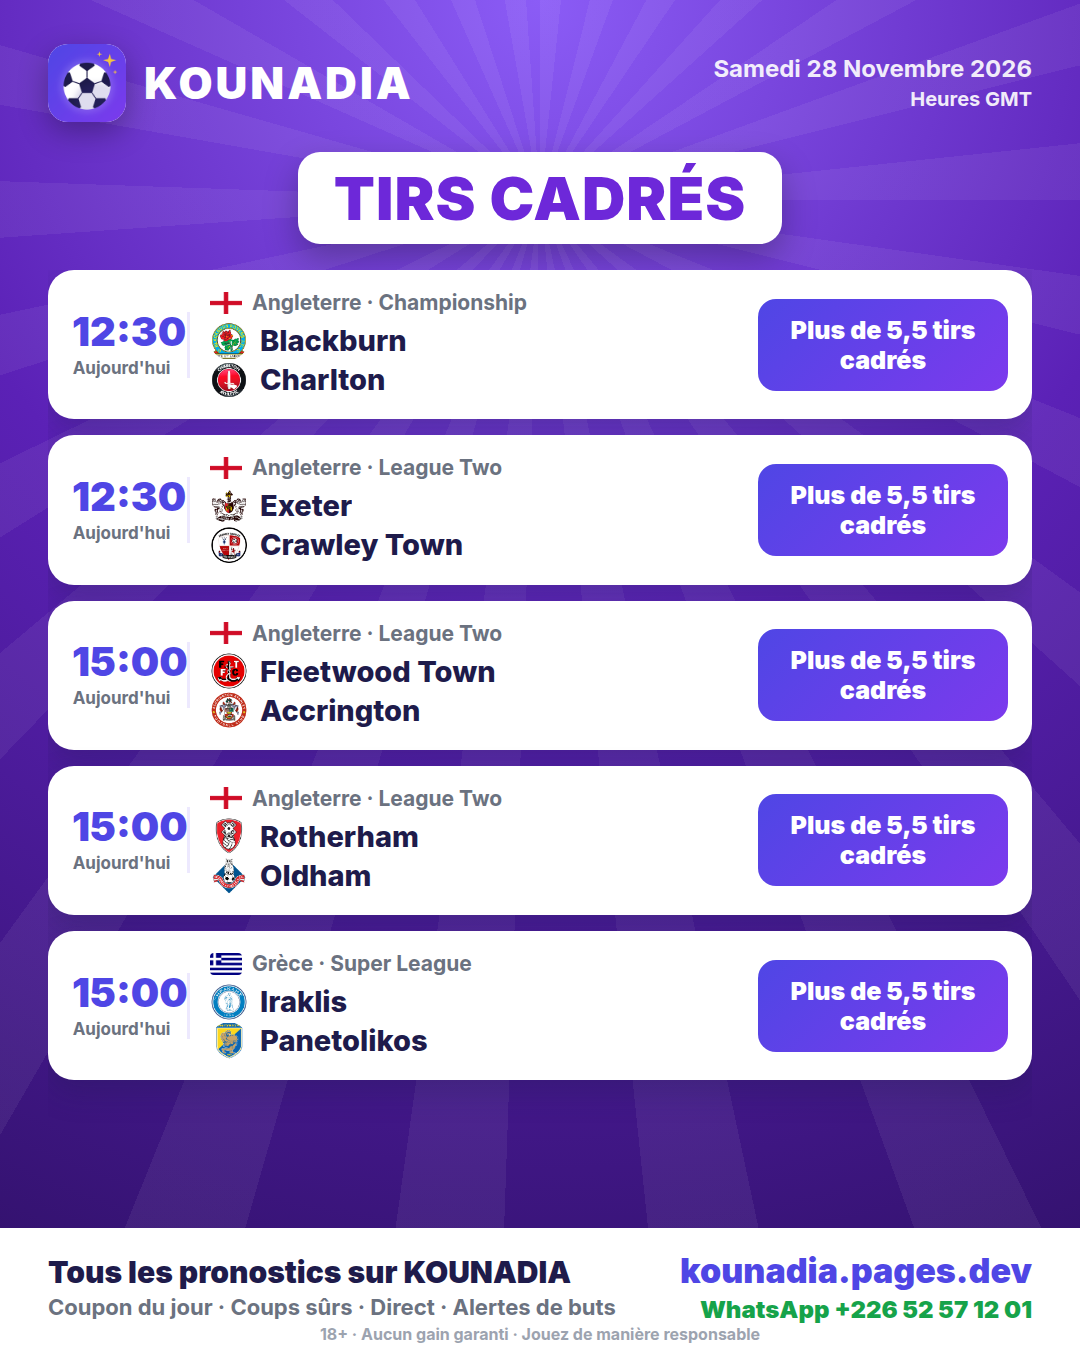 KOUNADIA
Samedi 28 Novembre 2026
Heures GMT
TIRS CADRÉS
12:30
Aujourd'hui
Angleterre · Championship
Blackburn
Charlton
Plus de 5,5 tirs
cadrés
12:30
Aujourd'hui
Angleterre · League Two
Exeter
Crawley Town
Plus de 5,5 tirs
cadrés
15:00
Aujourd'hui
Angleterre · League Two
Fleetwood Town
Accrington
Plus de 5,5 tirs
cadrés
15:00
Aujourd'hui
Angleterre · League Two
Rotherham
Oldham
Plus de 5,5 tirs
cadrés
15:00
Aujourd'hui
Grèce · Super League
Iraklis
Panetolikos
Plus de 5,5 tirs
cadrés
Tous les pronostics sur KOUNADIA
kounadia.pages.dev
Coupon du jour · Coups sûrs · Direct · Alertes de buts
WhatsApp +226 52 57 12 01
18+ · Aucun gain garanti · Jouez de manière responsable